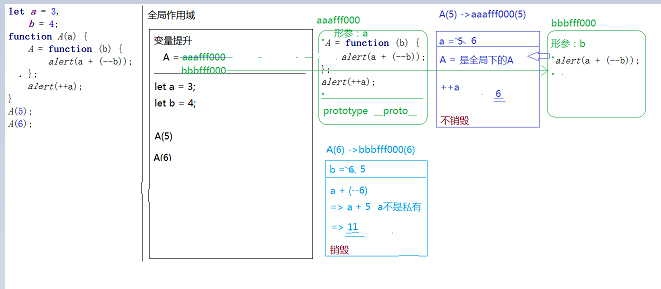 let a = 3,
b = 4;
function A(a) {
A = function (b) {
alert(a + (--b));
};
alert(++a);
}
A(5);
A(6);
全局作用域
变量提升
A = aaafff000
bbbfff000
let a = 3;
let b = 4;
A(5)
A(6)
aaafff000
形参：a
"A = function (b) {
alert(a + (--b));
};
alert(++a);
"
prototype __proto__
A(5) ->aaafff000(5)
a = 5 6
A = 是全局下的A
++a
6
不销毁
bbbfff000
形参：b
"alert(a + (--b));
"
A(6) ->bbbfff000(6)
b = 6 5
a + (--6)
=> a + 5 a不是私有
=> 11
销毁